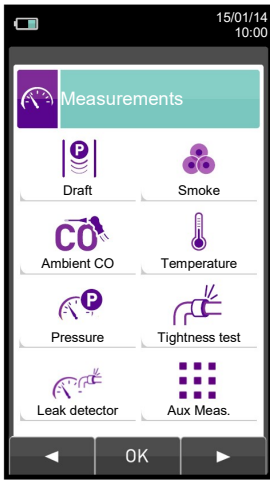 15/01/14
10:00
Measurements
P
Draft
Smoke
CO
Ambient CO
Temperature
P
Pressure
Tightness test
Leak detector
Aux Meas.
OK